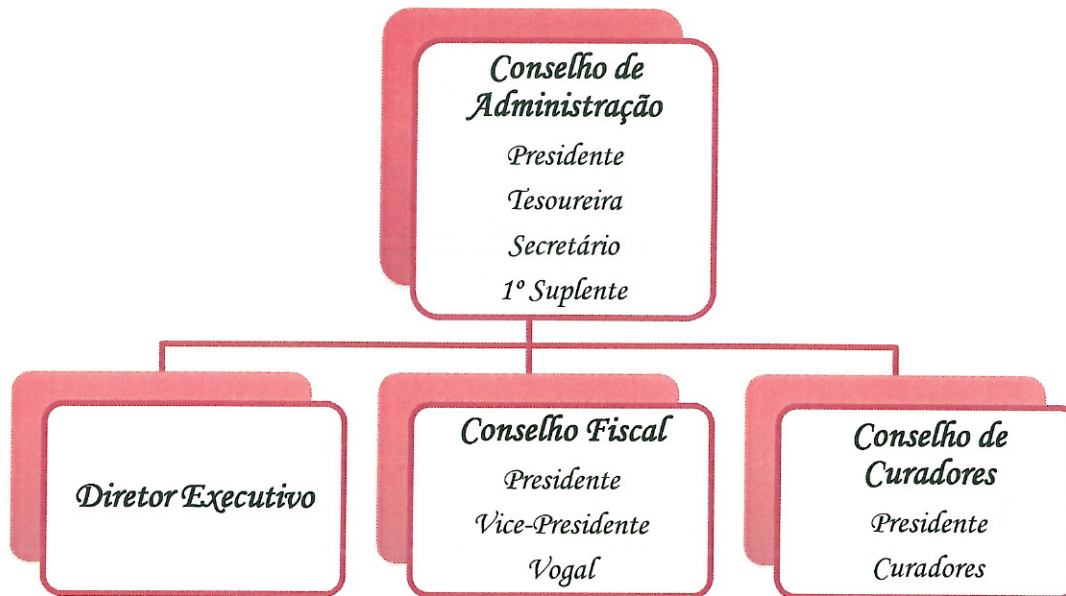 Conselho de
Administração
Presidente
Tesoureira
Secretário
1º Suplente
Diretor Executivo
Conselho Fiscal
Presidente
Vice-Presidente
Vogal
Conselho de
Curadores
Presidente
Curadores